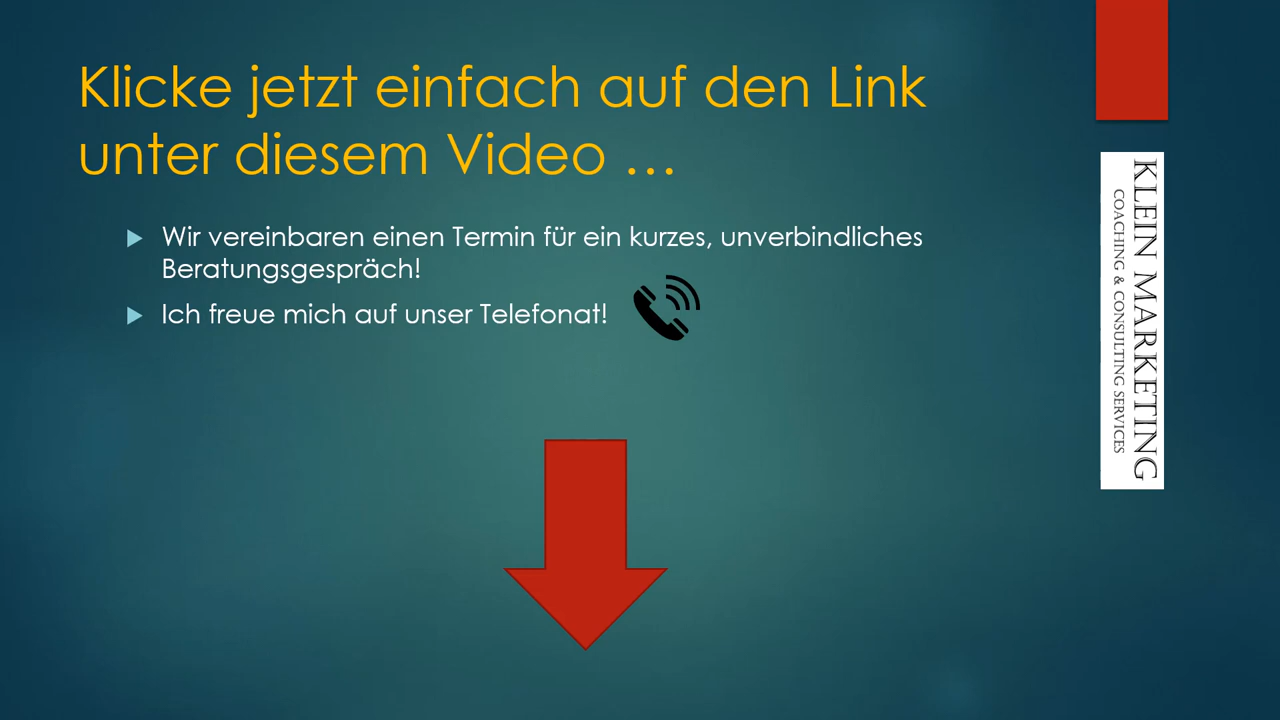 Klicke jetzt einfach auf den Link
unter diesem Video …
Wir vereinbaren einen Termin für ein kurzes, unverbindliches
Beratungsgespräch!
Ich freue mich auf unser Telefonat!
KLEIN MARKETING
COACHING & CONSULTING SERVICES